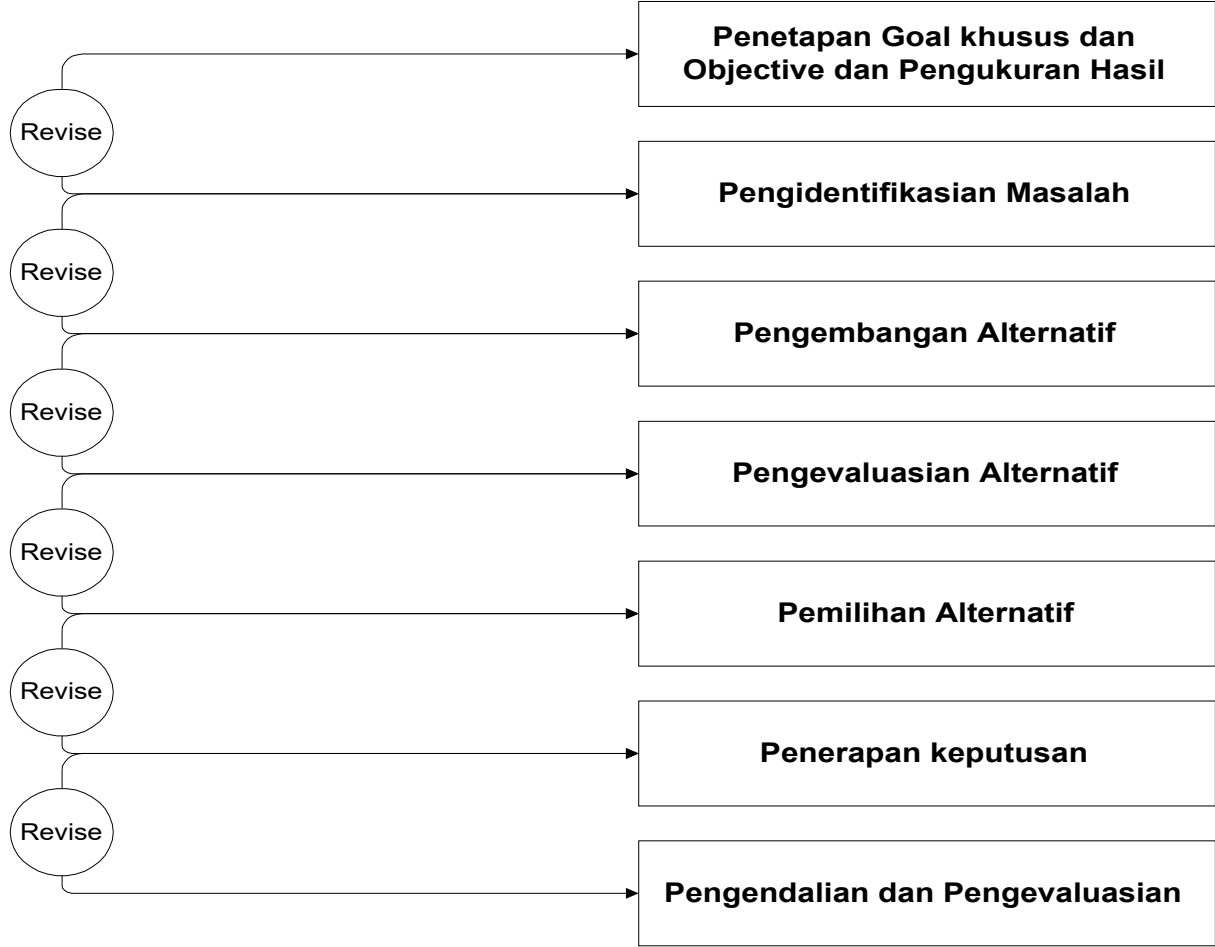 Penetapan Goal khusus dan
Objective dan Pengukuran Hasil
Revise
Pengidentifikasian Masalah
Revise
Pengembangan Alternatif
Revise
Pengevaluasian Alternatif
Revise
Pemilihan Alternatif
Revise
Penerapan keputusan
Revise
Pengendalian dan Pengevaluasian